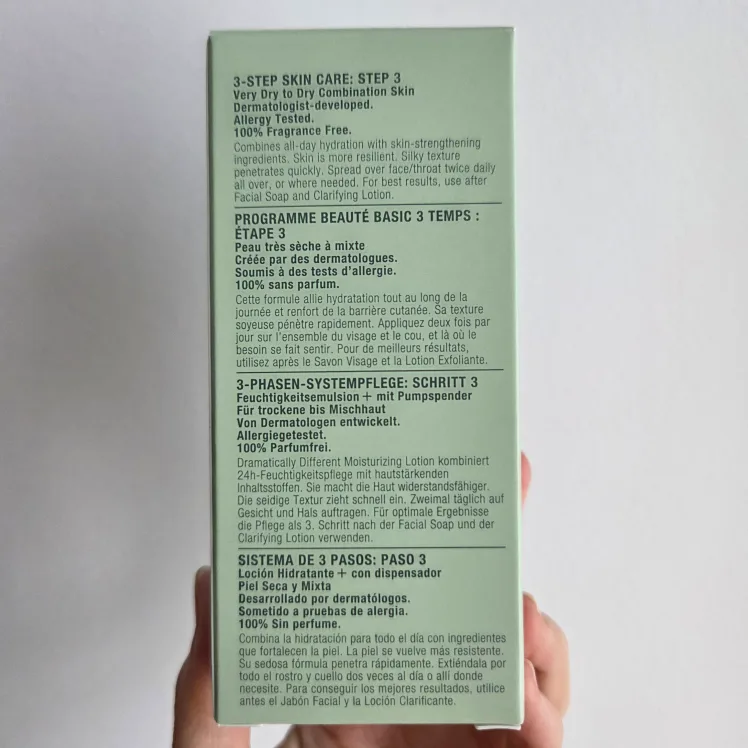 3-STEP SKIN CARE: STEP 3
Very Dry to Dry Combination Skin
Dermatologist-developed.
Allergy Tested.
100% Fragrance Free.
Combines all-day hydration with skin-strengthening
ingredients. Skin is more resilient. Silky texture
penetrates quickly. Spread over face/throat twice daily
all over, or where needed. For best results, use after
Facial Soap and Clarifying Lotion.
PROGRAMME BEAUTÉ BASIC 3 TEMPS :
ÉTAPE 3
Peau très sèche à mixte
Créée par des dermatologues.
Soumis à des tests d'allergie.
100% sans parfum.
Cette formule allie hydratation tout au long de la
journée et renfort de la barrière cutanée. Sa texture
soyeuse pénètre rapidement. Appliquez deux fois par
jour sur l'ensemble du visage et le cou, et là où le
besoin se fait sentir. Pour de meilleurs résultats,
utilisez après le Savon Visage et la Lotion Exfoliante.
3-PHASEN-SYSTEMPFLEGE: SCHRITT 3
Feuchtigkeitsemulsion + mit Pumpspender
Für trockene bis Mischhaut
Von Dermatologen entwickelt.
Allergiegetestet.
100% Parfumfrei.
Dramatically Different Moisturizing Lotion kombiniert
24h-Feuchtigkeitspflege mit hautstärkenden
Inhaltsstoffen. Sie macht die Haut widerstandsfähiger.
Die seidige Textur zieht schnell ein. Zweimal täglich auf
Gesicht und Hals auftragen. Für optimale Ergebnisse
die Pflege als 3. Schritt nach der Facial Soap und der
Clarifying Lotion verwenden.
SISTEMA DE 3 PASOS: PASO 3
Loción Hidratante + con dispensador
Piel Seca y Mixta
Desarrollado por dermatólogos.
Sometido a pruebas de alergia.
100% Sin perfume.
Combina la hidratación para todo el día con ingredientes
que fortalecen la piel. La piel se vuelve más resistente.
Su sedosa fórmula penetra rápidamente. Extiéndala por
todo el rostro y cuello dos veces al día o allí donde
necesite. Para conseguir los mejores resultados, utilice
antes el Jabón Facial y la Loción Clarificante.